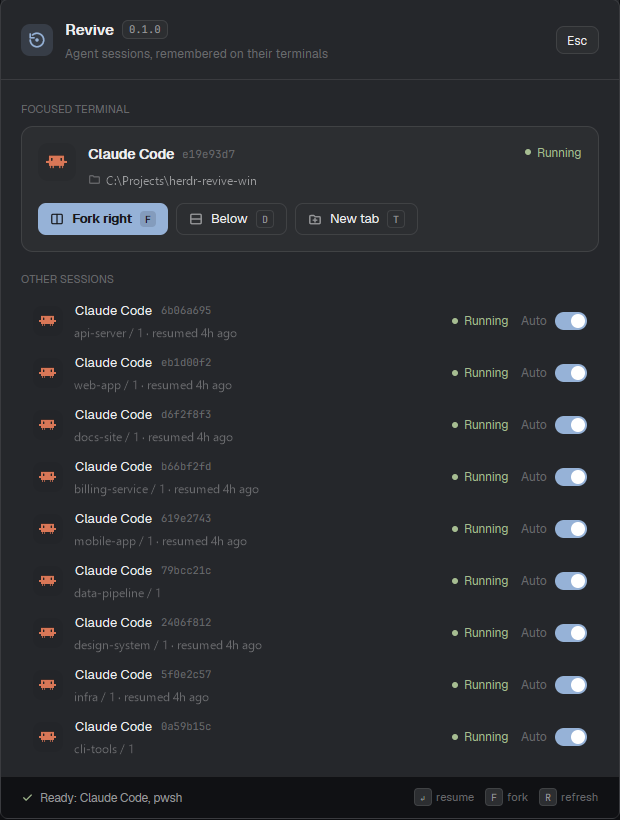 Revive 0.1.0
Agent sessions, remembered on their terminals
Esc
FOCUSED TERMINAL
Claude Code e19e93d7
Running
C:\Projects\herdr-revive-win
Fork right F
Below D
New tab T
OTHER SESSIONS
Claude Code 6b06a695
api-server / 1 · resumed 4h ago
Running Auto
Claude Code eb1d00f2
web-app / 1 · resumed 4h ago
Running Auto
Claude Code d6f2f0f3
docs-site / 1 · resumed 4h ago
Running Auto
Claude Code b66bf2fd
billing-service / 1 · resumed 4h ago
Running Auto
Claude Code 619e2743
mobile-app / 1 · resumed 4h ago
Running Auto
Claude Code 79bcc21c
data-pipeline / 1
Running Auto
Claude Code 2406f812
design-system / 1 · resumed 4h ago
Running Auto
Claude Code 5f0e2c57
infra / 1 · resumed 4h ago
Running Auto
Claude Code 0a59b15c
cli-tools / 1
Running Auto
Ready: Claude Code, pwsh
↲ resume F fork R refresh